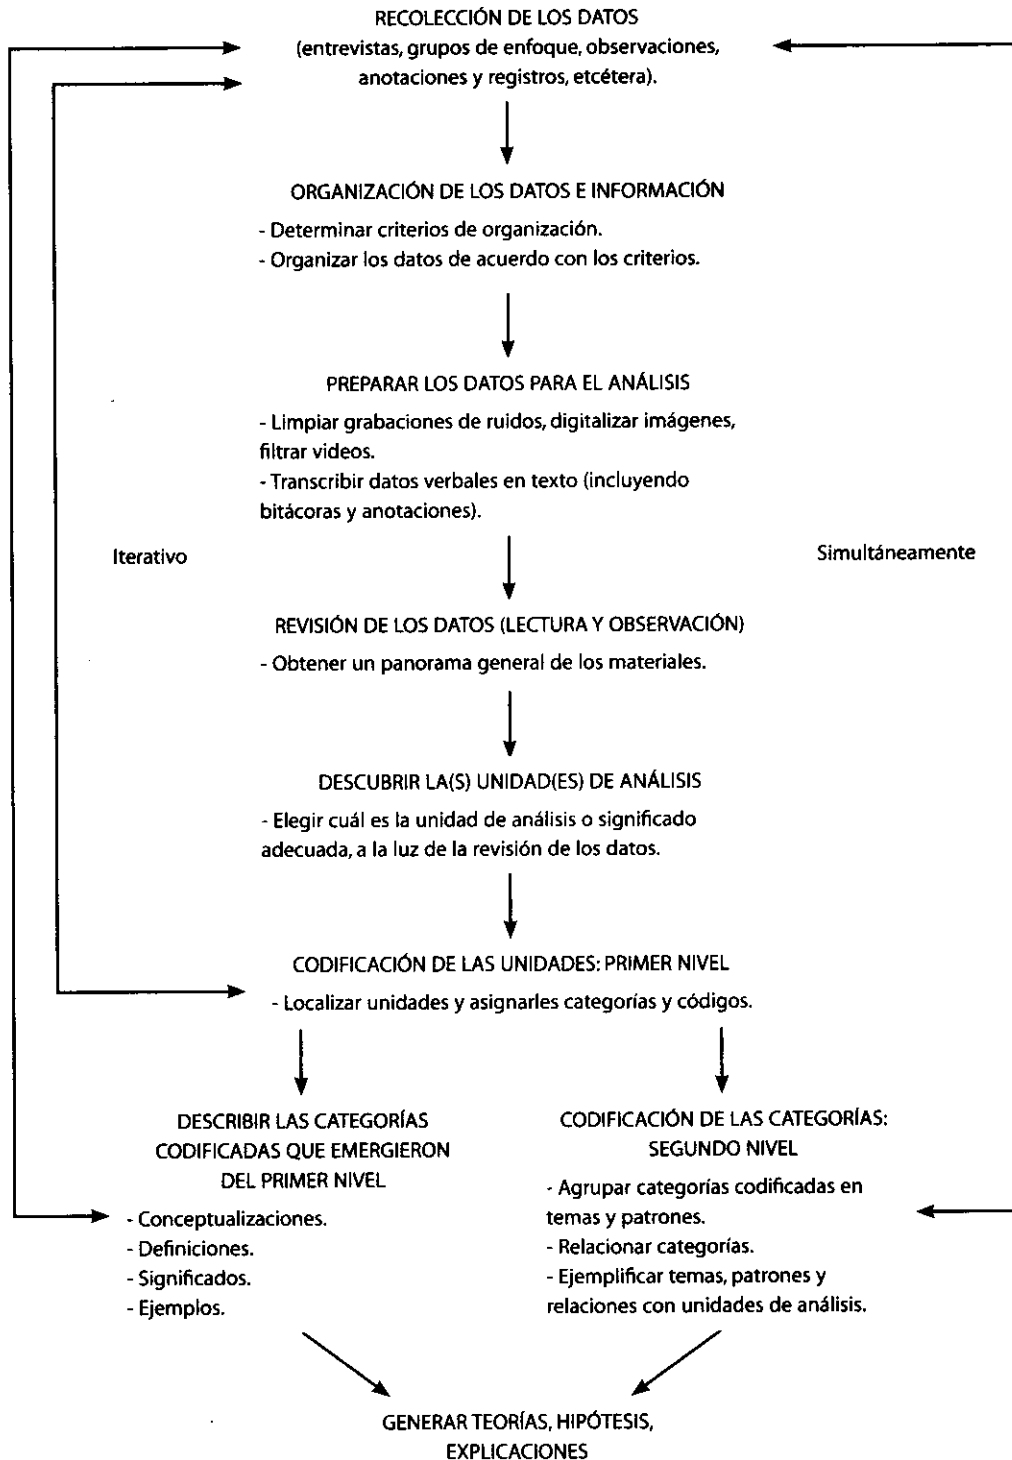 RECOLECCIÓN DE LOS DATOS
(entrevistas, grupos de enfoque, observaciones,
anotaciones y registros, etcétera).
ORGANIZACIÓN DE LOS DATOS E INFORMACIÓN
- Determinar criterios de organización.
- Organizar los datos de acuerdo con los criterios.
PREPARAR LOS DATOS PARA EL ANÁLISIS
- Limpiar grabaciones de ruidos, digitalizar imágenes,
filtrar videos.
- Transcribir datos verbales en texto (incluyendo
bitácoras y anotaciones).
Iterativo
Simultáneamente
REVISIÓN DE LOS DATOS (LECTURA Y OBSERVACIÓN)
- Obtener un panorama general de los materiales.
DESCUBRIR LA(S) UNIDAD(ES) DE ANÁLISIS
- Elegir cuál es la unidad de análisis o significado
adecuada, a la luz de la revisión de los datos.
CODIFICACIÓN DE LAS UNIDADES: PRIMER NIVEL
- Localizar unidades y asignarles categorías y códigos.
DESCRIBIR LAS CATEGORÍAS
CODIFICADAS QUE EMERGIERON
DEL PRIMER NIVEL
- Conceptualizaciones.
- Definiciones.
- Significados.
- Ejemplos.
CODIFICACIÓN DE LAS CATEGORÍAS:
SEGUNDO NIVEL
- Agrupar categorías codificadas en
temas y patrones.
- Relacionar categorías.
- Ejemplificar temas, patrones y
relaciones con unidades de análisis.
GENERAR TEORÍAS, HIPÓTESIS,
EXPLICACIONES